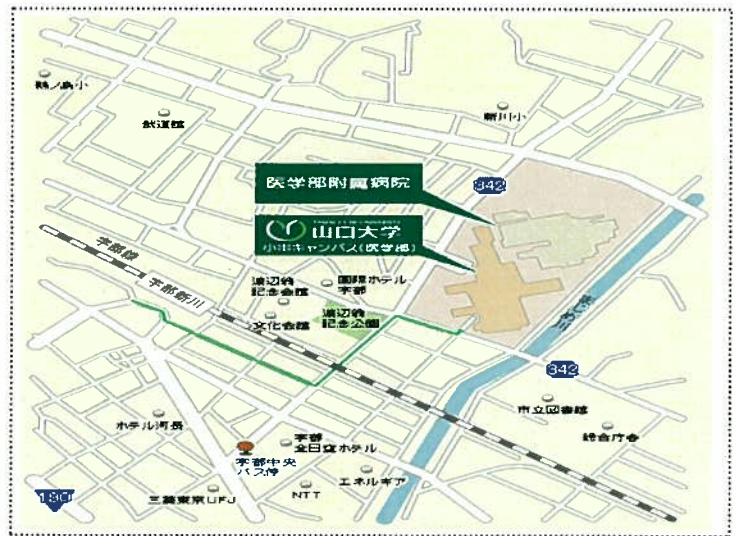 鵜ノ島小
武道館
新川小
医学部附属病院
342
山口大学
小串キャンパス(医学部)
宇部線
宇部新川
渡辺翁
記念会館
国際ホテル
宇部
文化会館
渡辺翁
記念公園
342
市立図書館
ホテル河長
宇部
全日空ホテル
総合庁舎
宇部中央
バス停
エネルギア
190
三菱東京UFJ
NTT